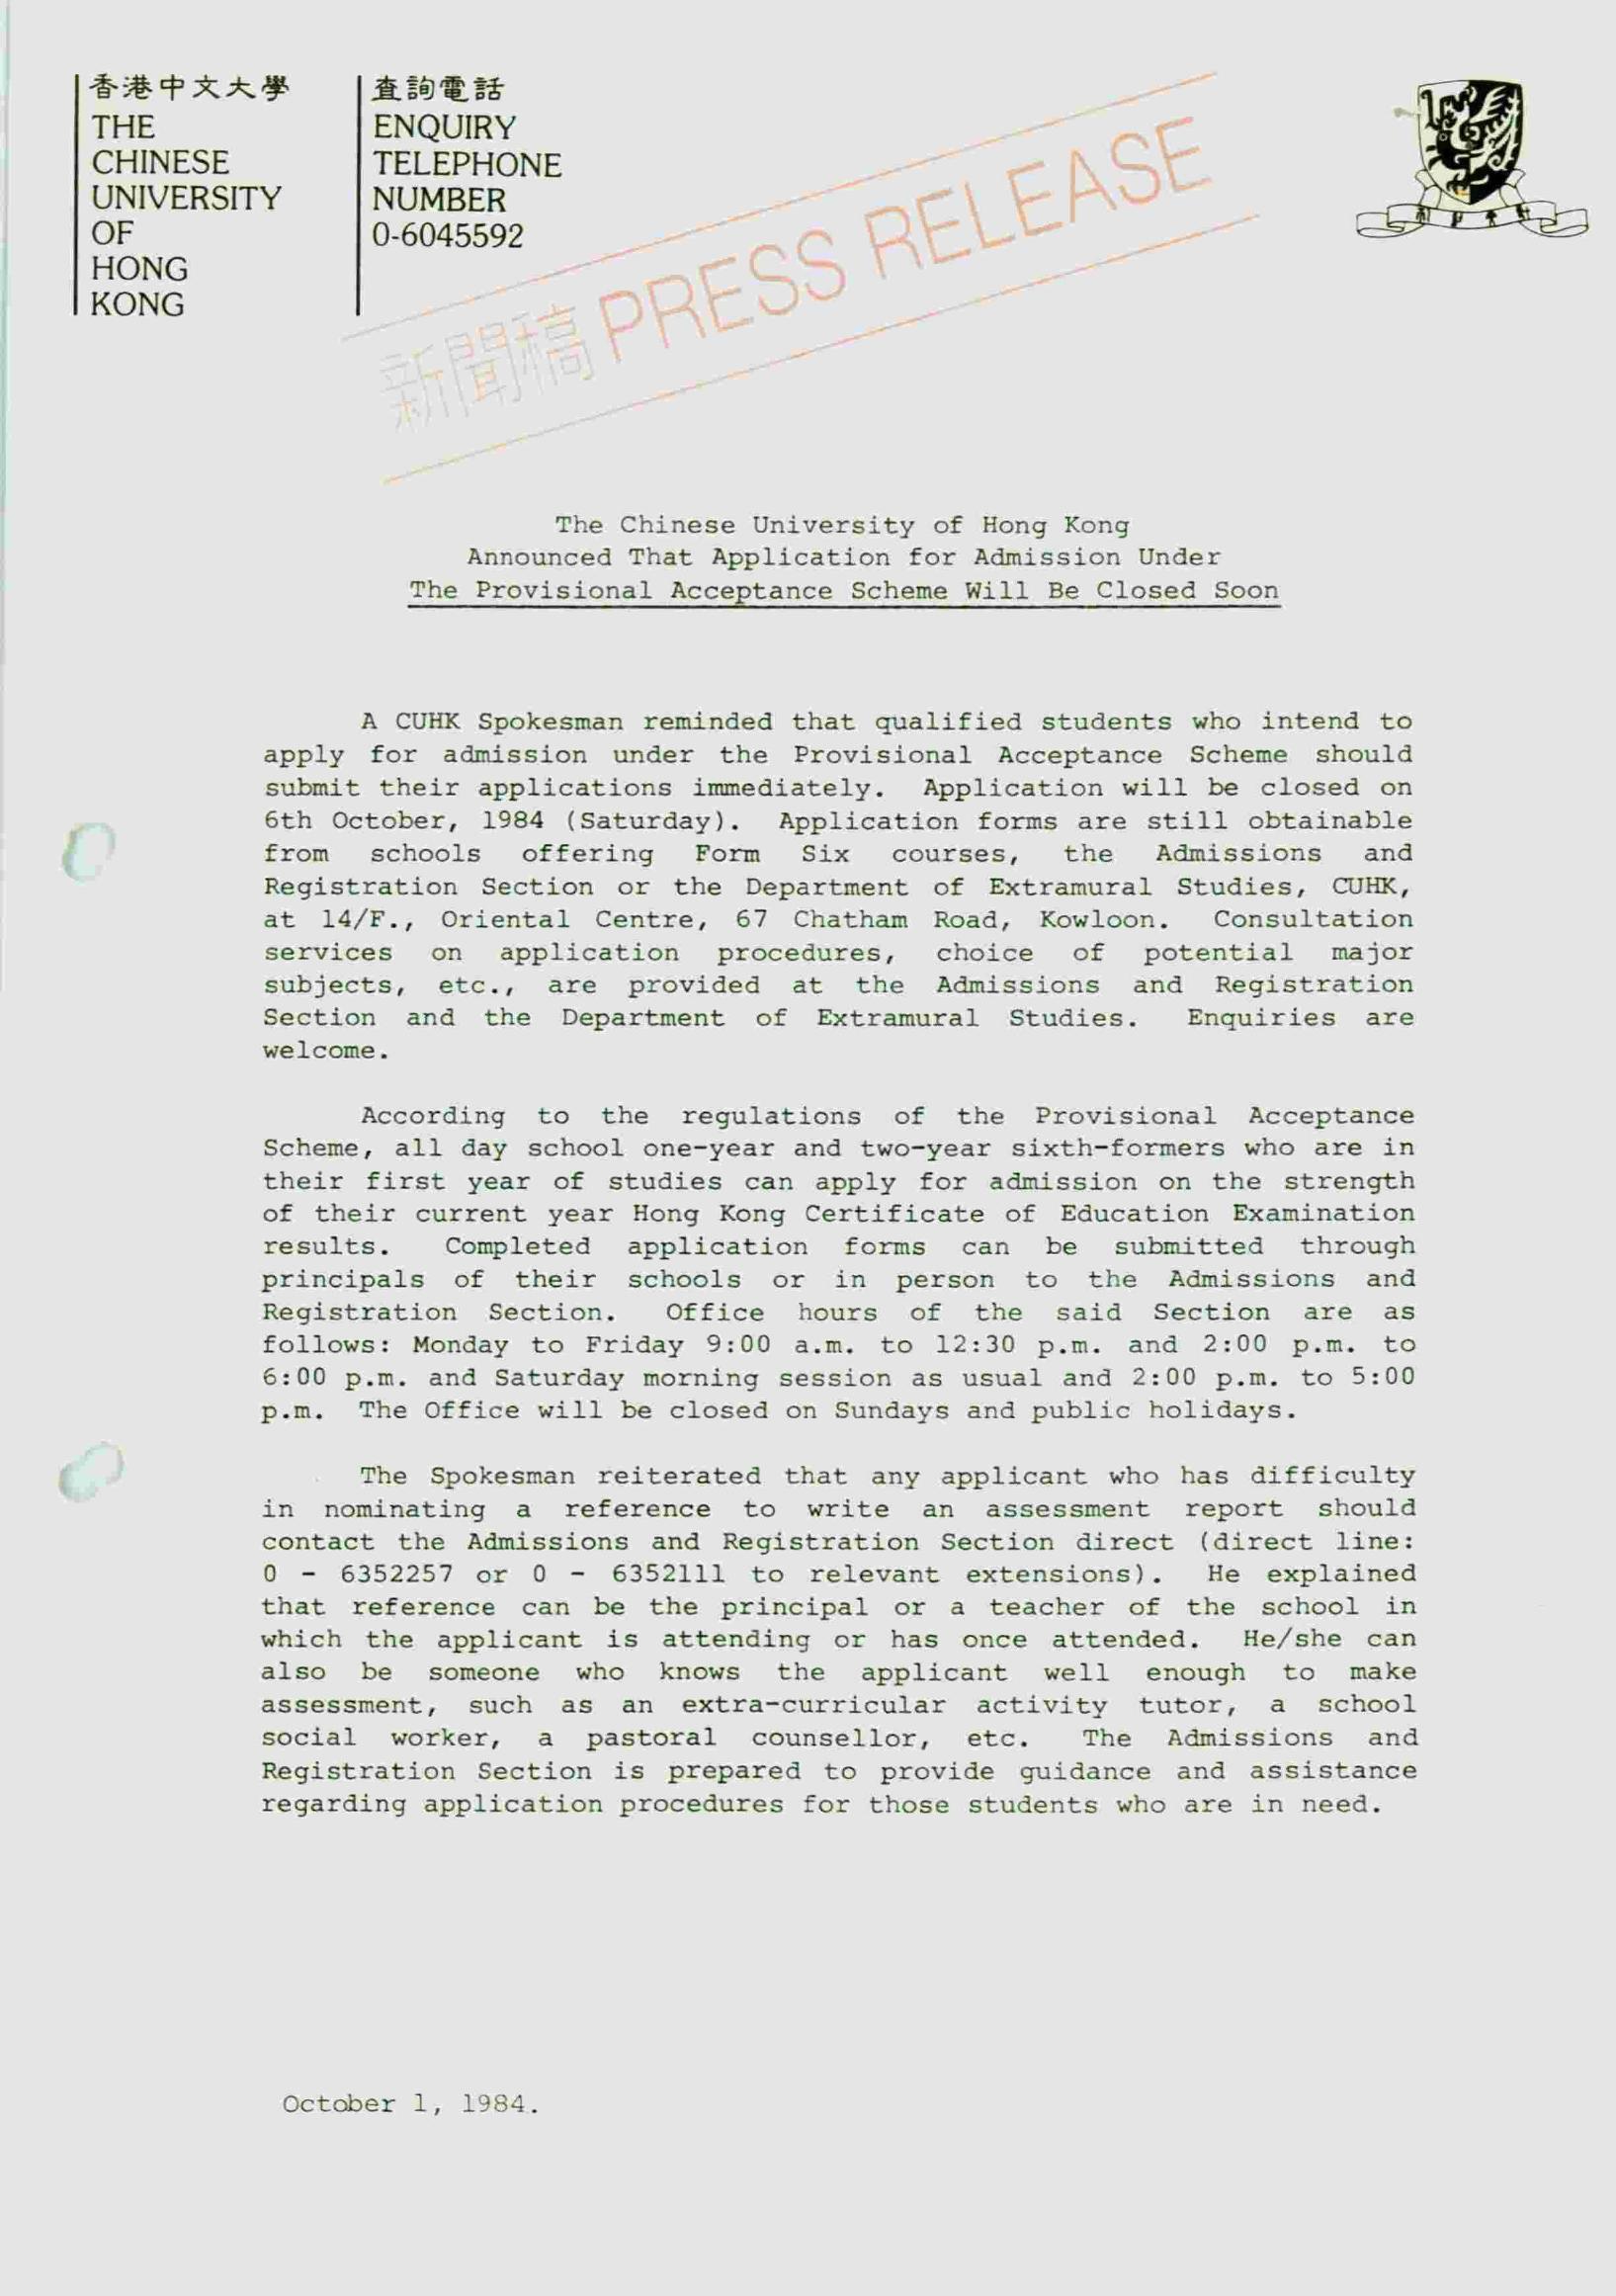 香港中文大學
THE
CHINESE
UNIVERSITY
OF
HONG
KONG
查詢電話
ENQUIRY
TELEPHONE
NUMBER
0-6045592
新聞稿 PRESS RELEASE
The Chinese University of Hong Kong
Announced That Application for Admission Under
The Provisional Acceptance Scheme Will Be Closed Soon
A CUHK Spokesman reminded that qualified students who intend to
apply for admission under the Provisional Acceptance Scheme should
submit their applications immediately. Application will be closed on
6th October, 1984 (Saturday). Application forms are still obtainable
from schools offering Form Six courses, the Admissions and
Registration Section or the Department of Extramural Studies, CUHK,
at 14/F., Oriental Centre, 67 Chatham Road, Kowloon. Consultation
services on application procedures, choice of potential major
subjects, etc., are provided at the Admissions and Registration
Section and the Department of Extramural Studies. Enquiries are
welcome.
According to the regulations of the Provisional Acceptance
Scheme, all day school one-year and two-year sixth-formers who are in
their first year of studies can apply for admission on the strength
of their current year Hong Kong Certificate of Education Examination
results. Completed application forms can be submitted through
principals of their schools or in person to the Admissions and
Registration Section. Office hours of the said Section are as
follows: Monday to Friday 9:00 a.m. to 12:30 p.m. and 2:00 p.m. to
6:00 p.m. and Saturday morning session as usual and 2:00 p.m. to 5:00
p.m. The Office will be closed on Sundays and public holidays.
The Spokesman reiterated that any applicant who has difficulty
in nominating a reference to write an assessment report should
contact the Admissions and Registration Section direct (direct line:
0 - 6352257 or 0 - 6352111 to relevant extensions). He explained
that reference can be the principal or a teacher of the school in
which the applicant is attending or has once attended. He/she can
also be someone who knows the applicant well enough to make
assessment, such as an extra-curricular activity tutor, a school
social worker, a pastoral counsellor, etc. The Admissions and
Registration Section is prepared to provide guidance and assistance
regarding application procedures for those students who are in need.
October 1, 1984.